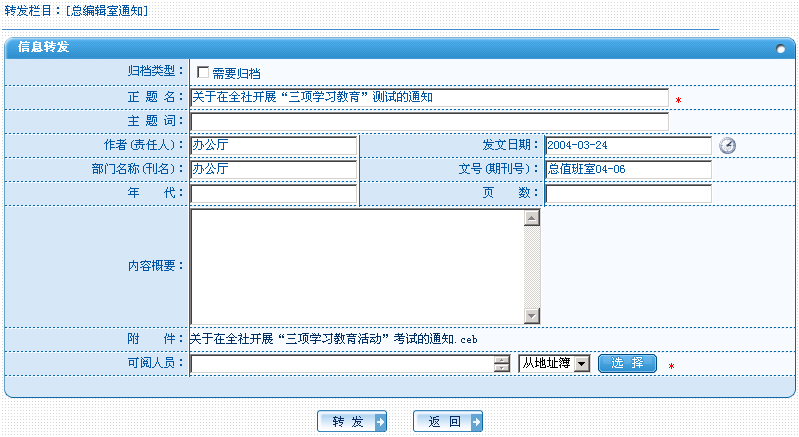 转发栏目：[总编辑室通知]
信息转发
归档类型： 需要归档
正 题 名： 关于在全社开展“三项学习教育”测试的通知 *
主 题 词：
作者(责任人)： 办公厅 发文日期： 2004-03-24
部门名称(刊名)： 办公厅 文号(期刊号)： 总值班室04-06
年 代： 页 数：
内容概要：
附 件： 关于在全社开展“三项学习教育活动”考试的通知.ceb
可阅人员： 从地址簿 选 择 *
转 发 返 回